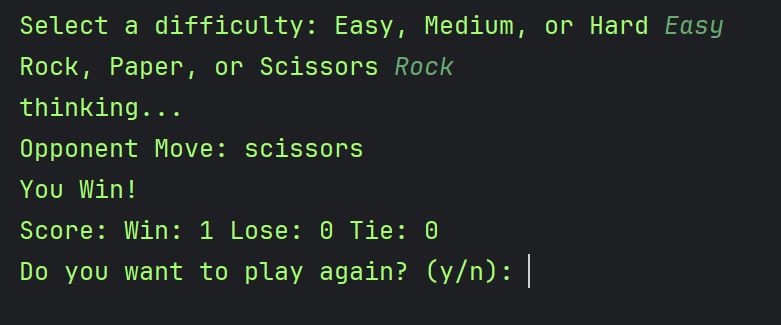 Select a difficulty: Easy, Medium, or Hard Easy
Rock, Paper, or Scissors Rock
thinking...
Opponent Move: scissors
You Win!
Score: Win: 1 Lose: 0 Tie: 0
Do you want to play again? (y/n):